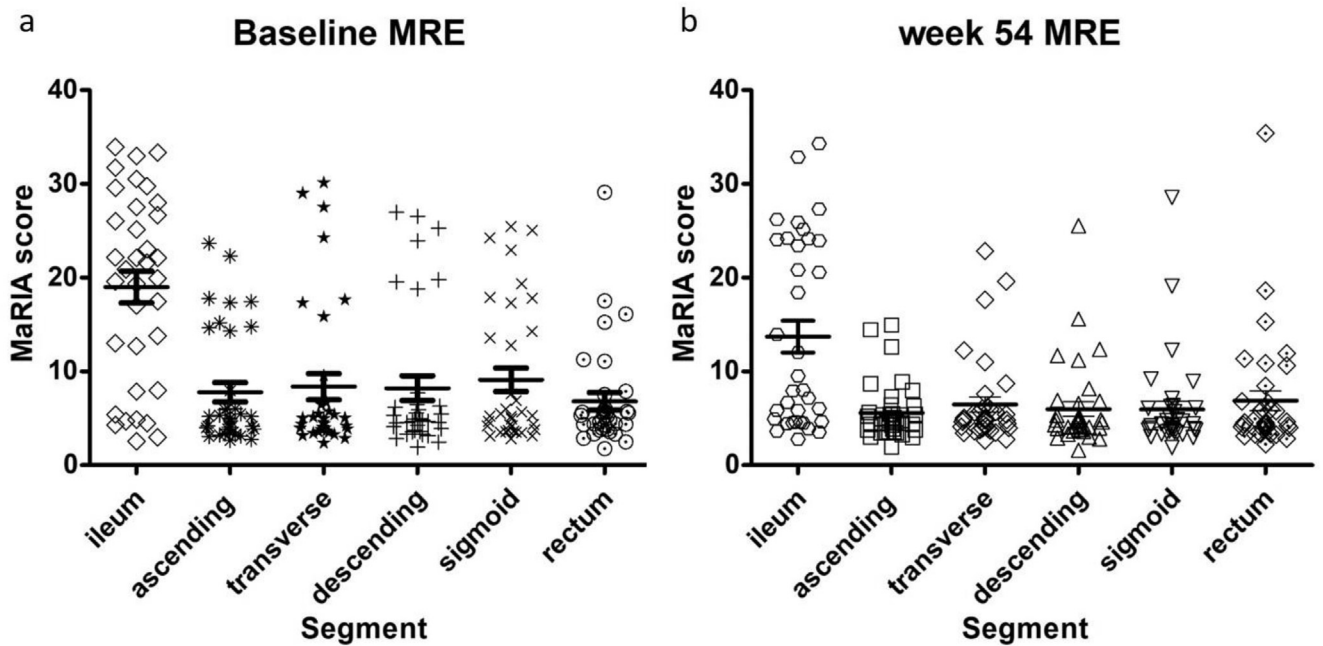 a
Baseline MRE
MaRIA score
40
30
20
10
0
ileum
ascending
transverse
descending
sigmoid
rectum
Segment
b
week 54 MRE
MaRIA score
40
30
20
10
0
ileum
ascending
transverse
descending
sigmoid
rectum
Segment